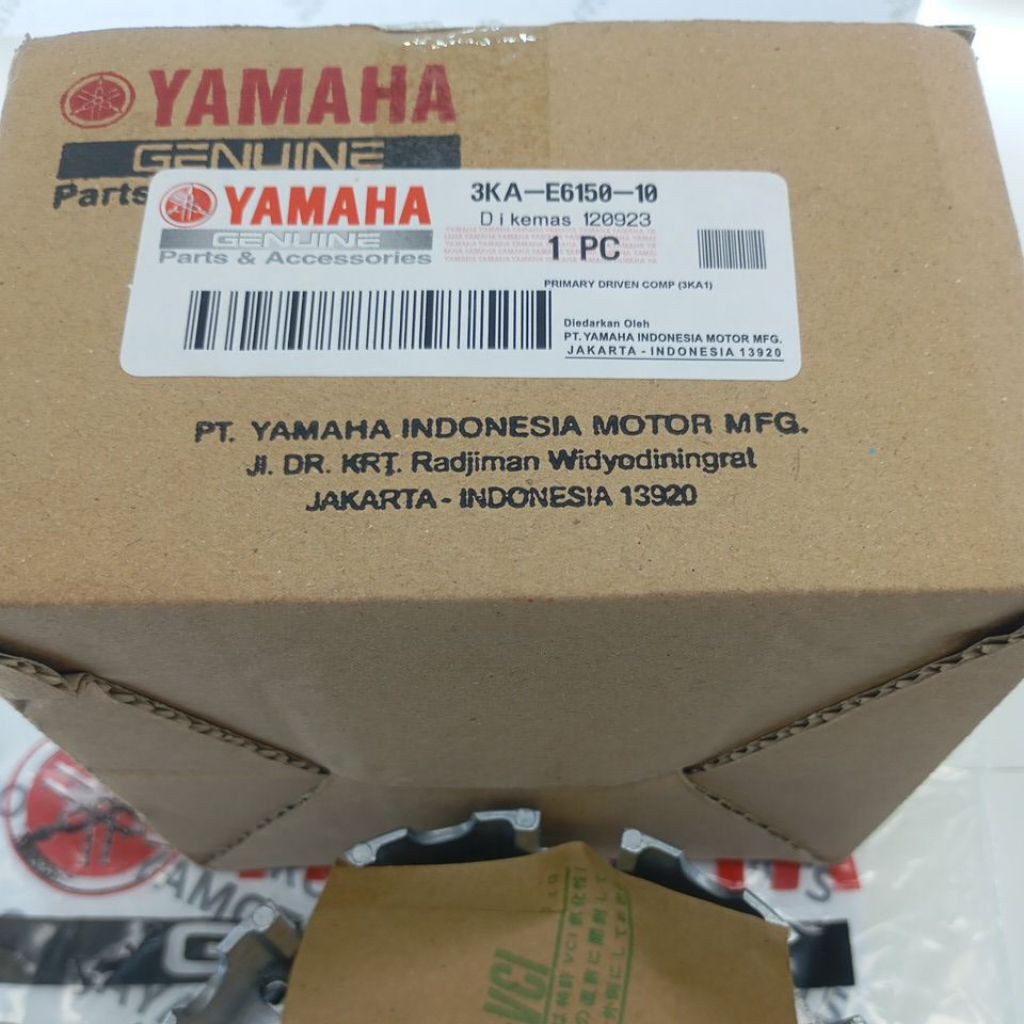 YAMAHA
GENUINE
Parts
YAMAHA
GENUINE
Parts & Accessories
3KA-E6150-10
Dikemas 120923
1 PC
PRIMARY DRIVEN COMP (3KA1)
Diedarkan Oleh
PT. YAMAHA INDONESIA MOTOR MFG.
JAKARTA - INDONESIA 13920
PT. YAMAHA INDONESIA MOTOR MFG.
Jl. DR. KRT. Radjiman Widyodiningrat
JAKARTA - INDONESIA 13920
VCI